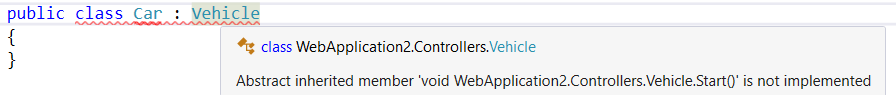 public class Car : Vehicle
{
class WebApplication2.Controllers.Vehicle
}
Abstract inherited member 'void WebApplication2.Controllers.Vehicle.Start()' is not implemented